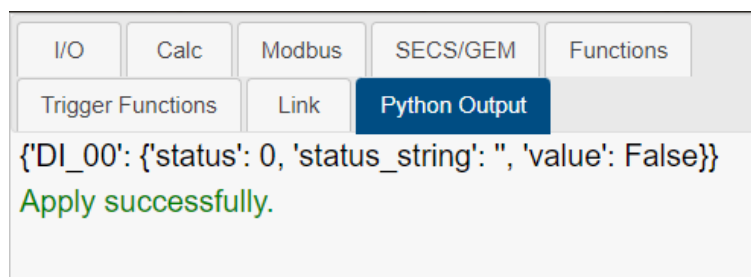 I/O Calc Modbus SECS/GEM Functions
Trigger Functions Link Python Output
{'DI_00': {'status': 0, 'status_string': '', 'value': False}}
Apply successfully.